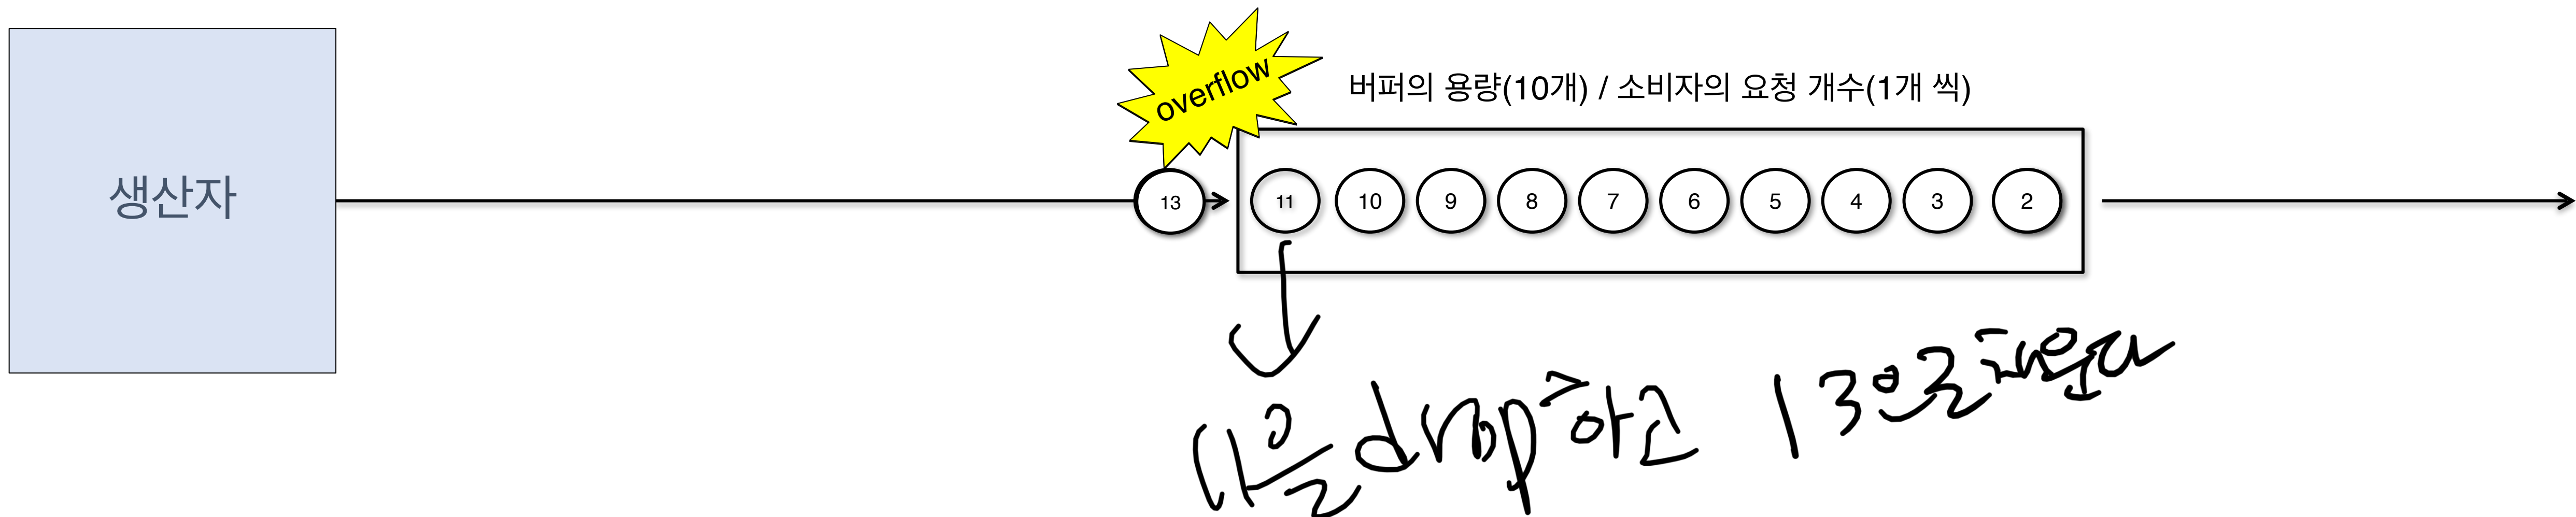 overflow
버퍼의 용량(10개) / 소비자의 요청 개수(1개 씩)
생산자
13 11 10 9 8 7 6 5 4 3 2
11을 drop하고 13으로 채운다